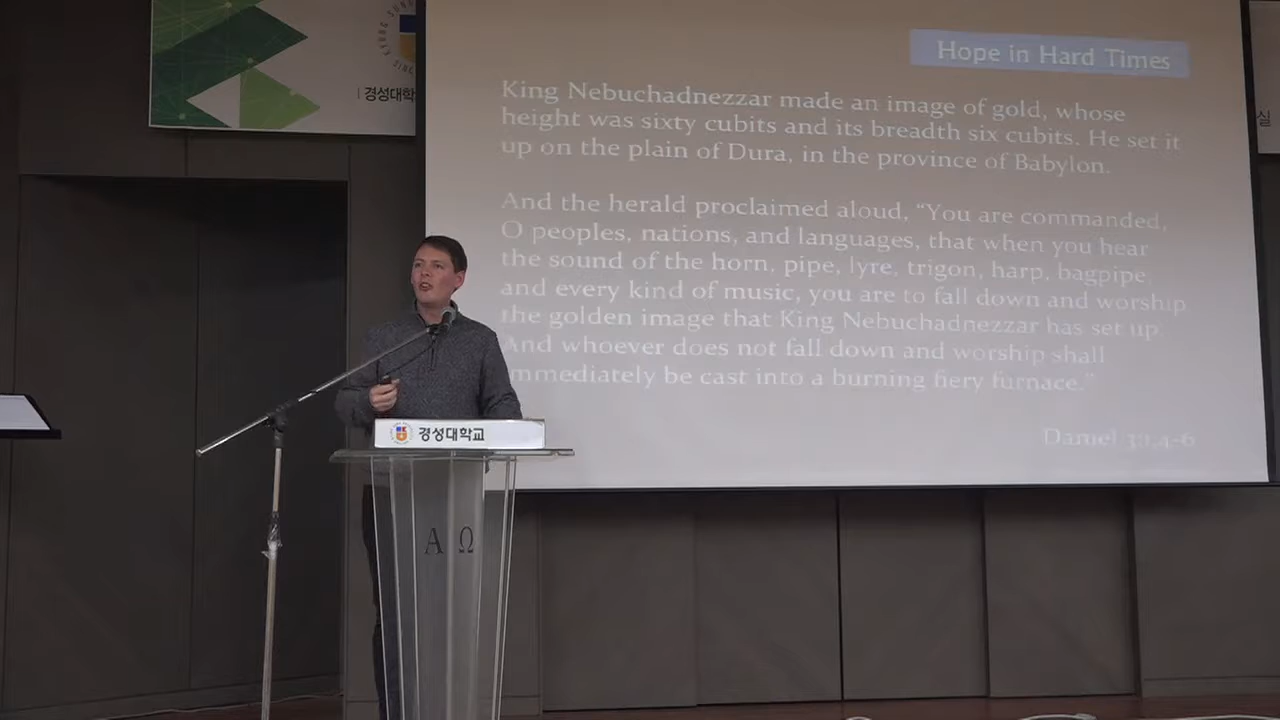 경성대학
실
Hope in Hard Times
King Nebuchadnezzar made an image of gold, whose
height was sixty cubits and its breadth six cubits. He set it
up on the plain of Dura, in the province of Babylon.
And the herald proclaimed aloud, “You are commanded,
O peoples, nations, and languages, that when you hear
the sound of the horn, pipe, lyre, trigon, harp, bagpipe
and every kind of music, you are to fall down and worship
the golden image that King Nebuchadnezzar has set up
And whoever does not fall down and worship shall
mmediately be cast into a burning fiery furnace.”
Daniel 3:1,4-6
경성대학교
Α Ω